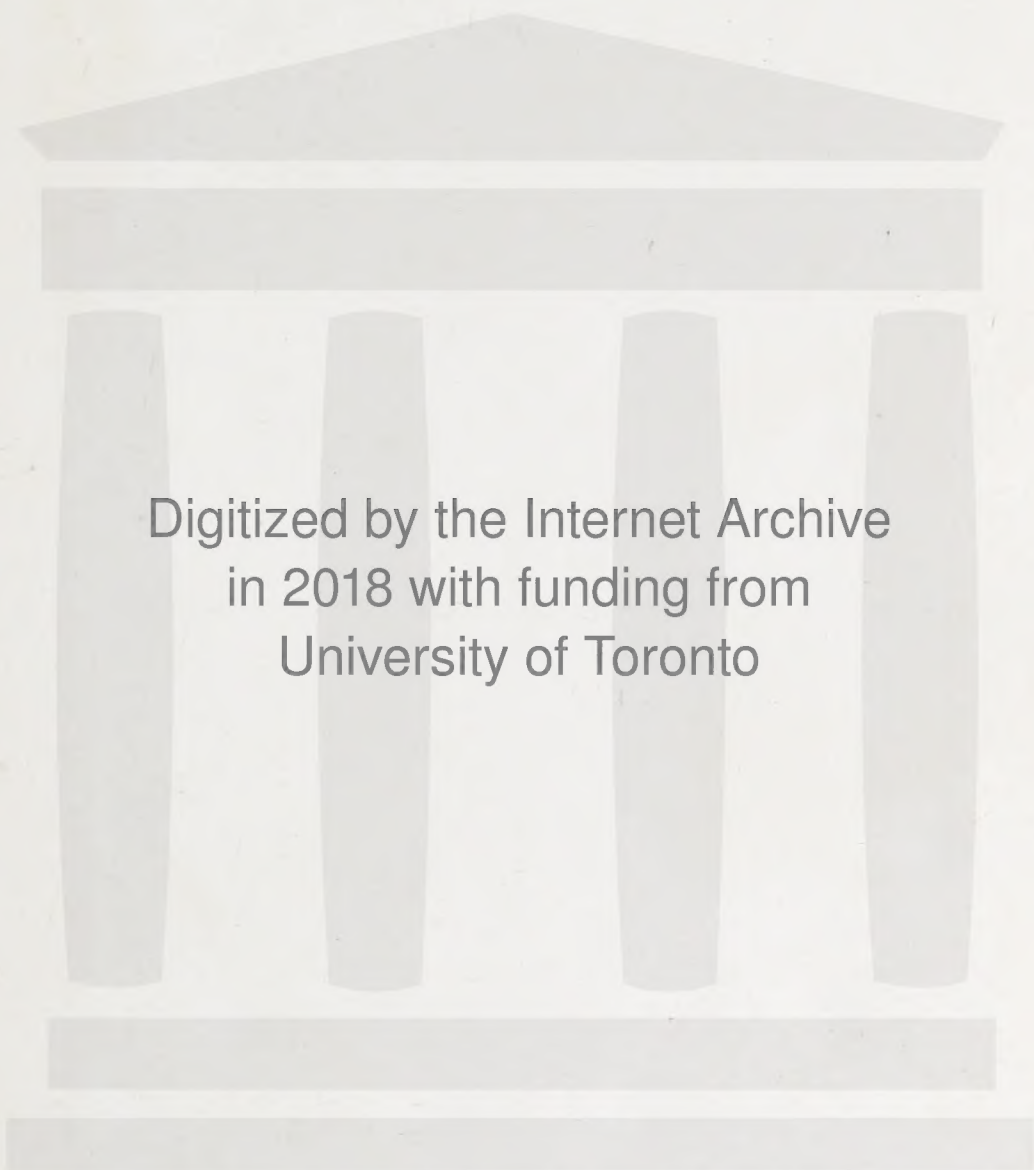 Digitized by the Internet Archive
in 2018 with funding from
University of Toronto